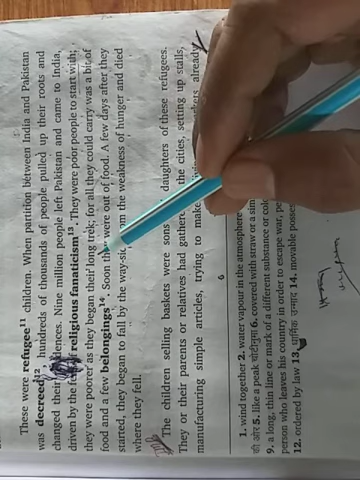 These were refugee¹¹ children. When partition between India and Pakistan
was decreed¹², hundreds of thousands of people pulled up their roots and
changed their dences. Nine million people left Pakistan and came to India,
driven by the religious fanaticism¹³. They were poor people to start with;
they were poorer as they began their long trek; for all they could carry was a bit of
food and a few belongings¹⁴. Soon they were out of food. A few days after they
started, they began to fall by the way-si the weakness of hunger and died
where they fell.
The children selling baskets were sons daughters of these refugees.
They or their parents or relatives had gathere the cities, setting up stalls,
manufacturing simple articles, trying to make already
6
1. wind together 2. water vapour in the atmosphere
की ओर 5. like a peak चोटीनुमा 6. covered with straw or a sim
9. a long, thin line or mark of a different substance or colo
person who leaves his country in order to escape war, pe
12. ordered by law 13. धार्मिक उन्माद 14. movable posses